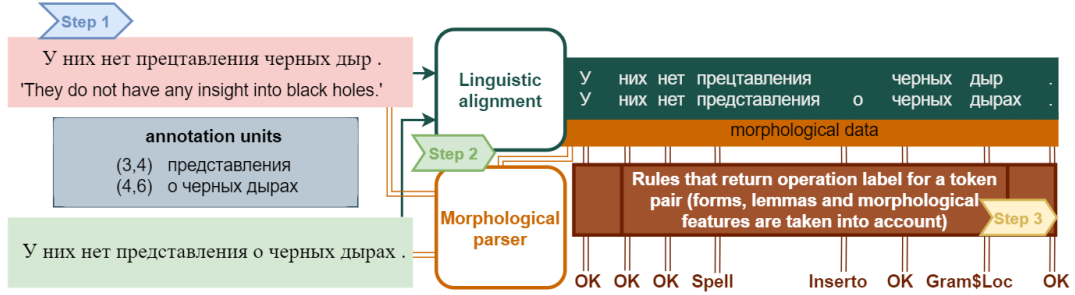 Step 1
У них нет прецтавления черных дыр .
'They do not have any insight into black holes.'
annotation units
(3,4) представления
(4,6) о черных дырах
У них нет представления о черных дырах .
Linguistic
alignment
Step 2
Morphological
parser
У них нет прецтавления черных дыр .
У них нет представления о черных дырах .
morphological data
Rules that return operation label for a token
pair (forms, lemmas and morphological
features are taken into account)
Step 3
OK OK OK Spell Inserto OK Gram$Loc OK